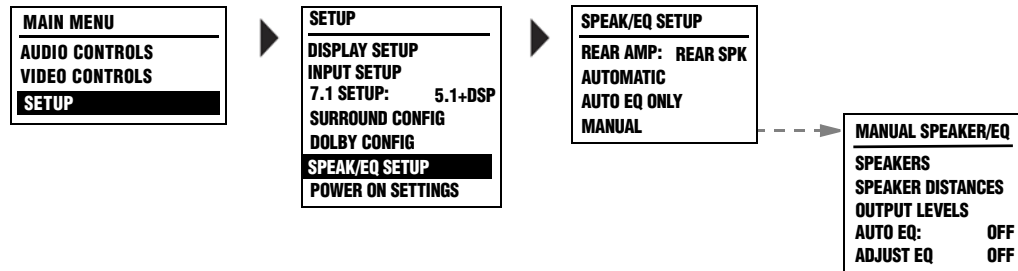 MAIN MENU
AUDIO CONTROLS
VIDEO CONTROLS
SETUP
SETUP
DISPLAY SETUP
INPUT SETUP
7.1 SETUP: 5.1+DSP
SURROUND CONFIG
DOLBY CONFIG
SPEAK/EQ SETUP
POWER ON SETTINGS
SPEAK/EQ SETUP
REAR AMP: REAR SPK
AUTOMATIC
AUTO EQ ONLY
MANUAL
MANUAL SPEAKER/EQ
SPEAKERS
SPEAKER DISTANCES
OUTPUT LEVELS
AUTO EQ: OFF
ADJUST EQ OFF